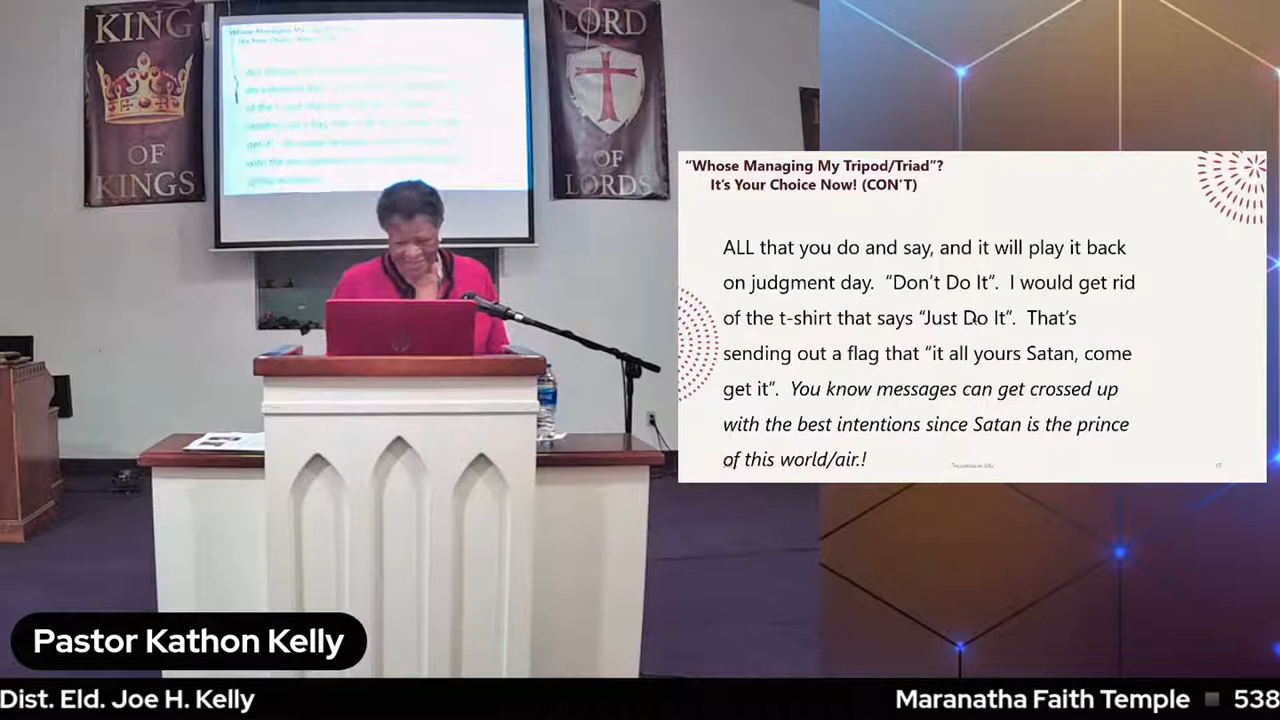 KING
OF
KINGS
LORD
OF
LORDS
“Whose Managing My Tripod/Triad”?
It’s Your Choice Now! (CON’T)
ALL that you do and say, and it will play it back
on judgment day. “Don’t Do It”. I would get rid
of the t-shirt that says “Just Do It”. That’s
sending out a flag that “it all yours Satan, come
get it”. You know messages can get crossed up
with the best intentions since Satan is the prince
of this world/air.!
Pastor Kathon Kelly
Dist. Eld. Joe H. Kelly
Maranatha Faith Temple ▪ 538